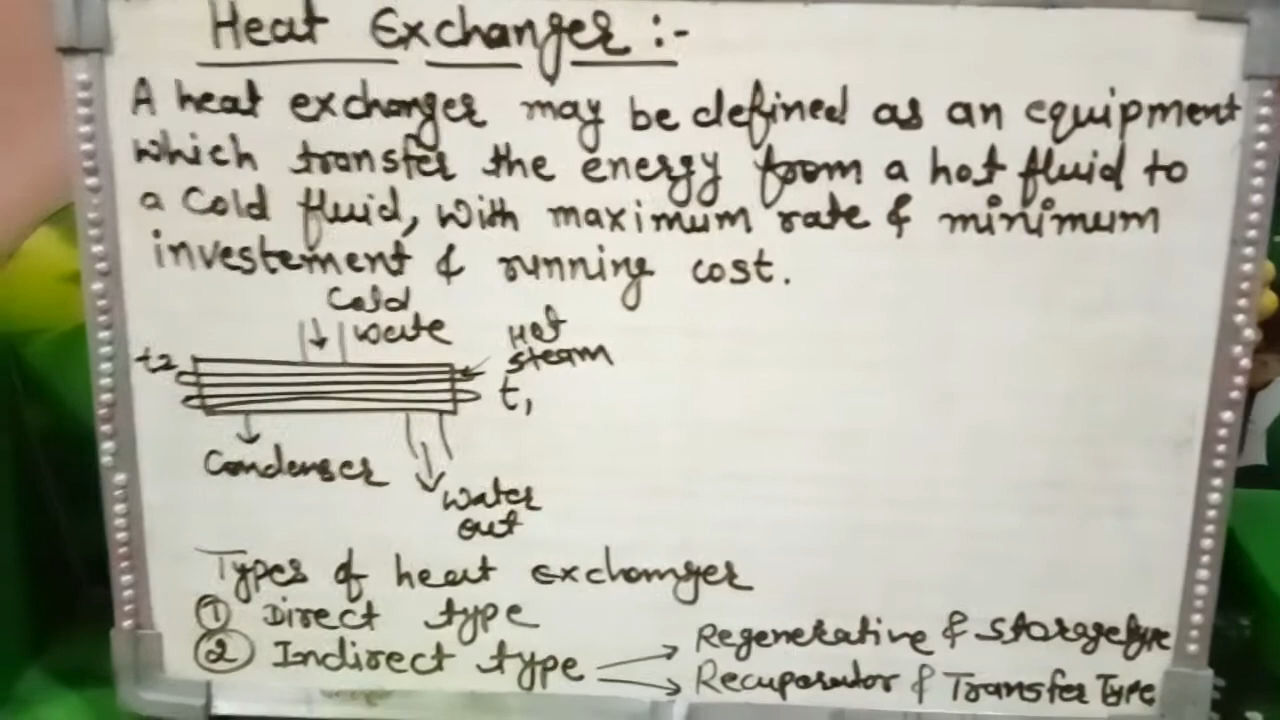 Heat Exchanger :-
A heat exchanger may be defined as an equipment
which transfer the energy from a hot fluid to
a cold fluid, with maximum rate & minimum
investement & running cost.
Cold
wate
Hot
steam
t2
t1
Condenser
water
out
Types of heat exchamger
① Direct type
② Indirect type
Regenerative & storage type
Recuperator & Transfer Type